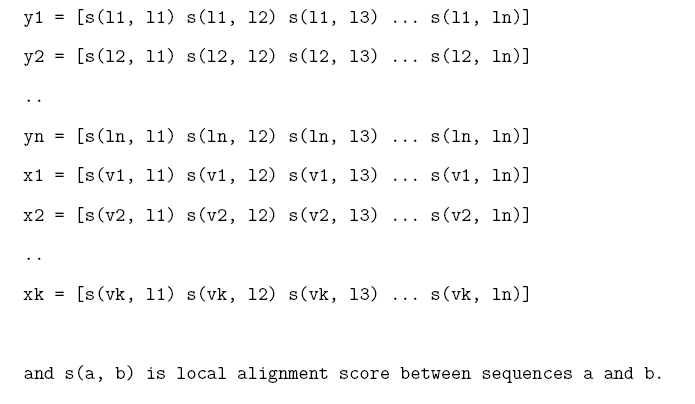 y1 = [s(l1, l1) s(l1, l2) s(l1, l3) ... s(l1, ln)]
y2 = [s(l2, l1) s(l2, l2) s(l2, l3) ... s(l2, ln)]
..
yn = [s(ln, l1) s(ln, l2) s(ln, l3) ... s(ln, ln)]
x1 = [s(v1, l1) s(v1, l2) s(v1, l3) ... s(v1, ln)]
x2 = [s(v2, l1) s(v2, l2) s(v2, l3) ... s(v2, ln)]
..
xk = [s(vk, l1) s(vk, l2) s(vk, l3) ... s(vk, ln)]
and s(a, b) is local alignment score between sequences a and b.